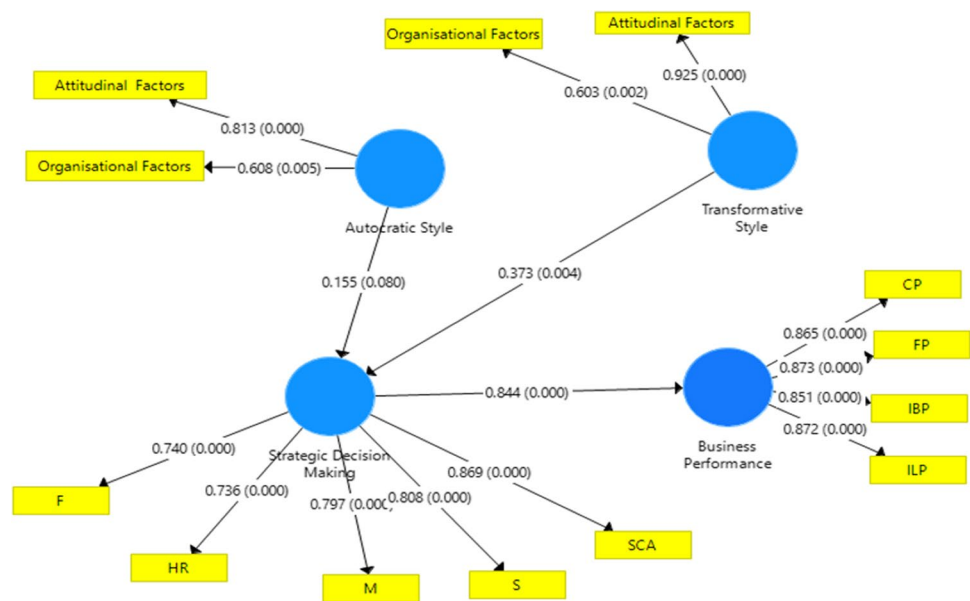 Attitudinal Factors
Organisational Factors
Attitudinal  Factors
0.925 (0.000)
0.603 (0.002)
0.813 (0.000)
Organisational Factors
0.608 (0.005)
Transformative
Style
Autocratic Style
0.373 (0.004)
0.155 (0.080)
CP
0.865 (0.000)
FP
0.873 (0.000)
0.844 (0.000)
0.851 (0.000)
IBP
0.872 (0.000)
0.740 (0.000)
Strategic Decision
Making
Business
Performance
0.869 (0.000)
ILP
0.736 (0.000)
0.797 (0.000
0.808 (0.000)
F
SCA
HR
M
S